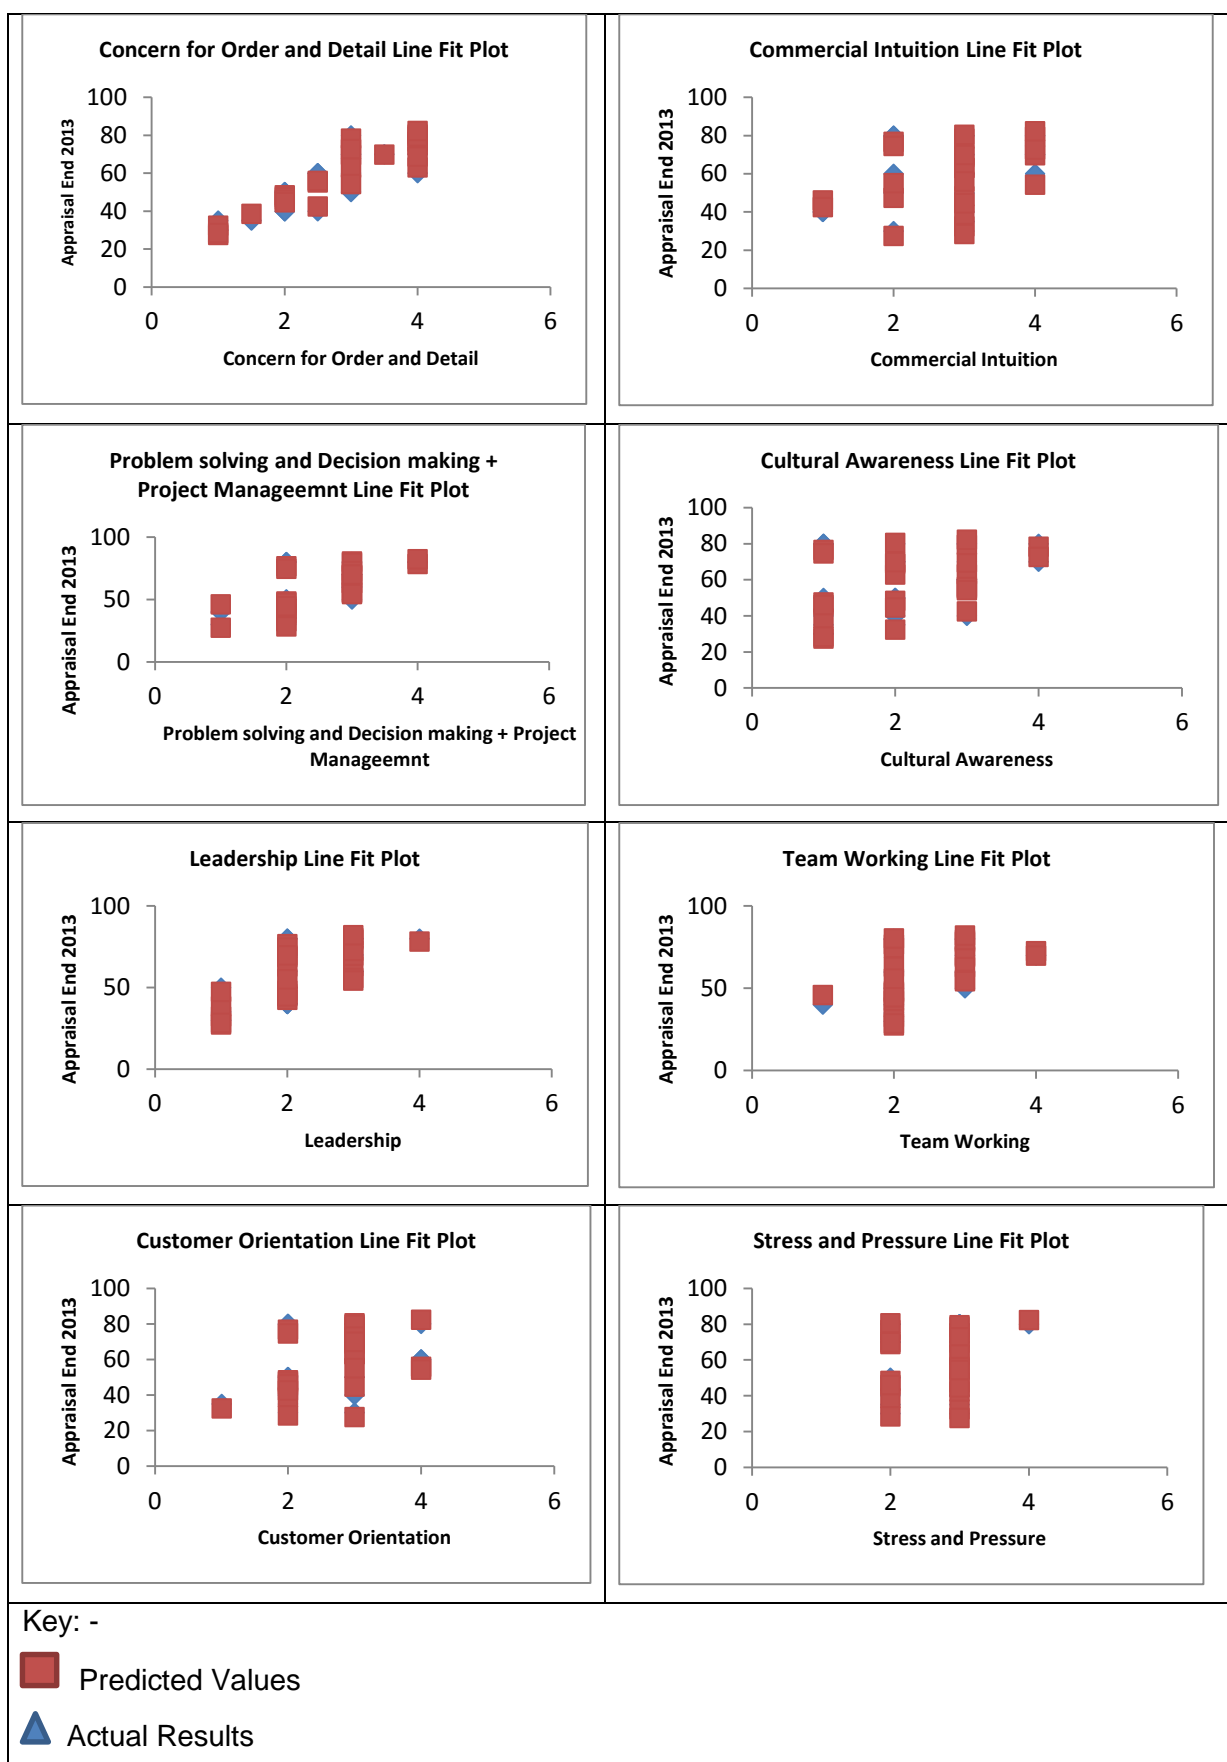 Concern for Order and Detail Line Fit Plot
Appraisal End 2013
100
80
60
40
20
0
0 2 4 6
Concern for Order and Detail
Commercial Intuition Line Fit Plot
Appraisal End 2013
100
80
60
40
20
0
0 2 4 6
Commercial Intuition
Problem solving and Decision making +
Project Manageemnt Line Fit Plot
Appraisal End 2013
100
50
0
0 2 4 6
Problem solving and Decision making + Project
Manageemnt
Cultural Awareness Line Fit Plot
Appraisal End 2013
100
80
60
40
20
0
0 2 4 6
Cultural Awareness
Leadership Line Fit Plot
Appraisal End 2013
100
50
0
0 2 4 6
Leadership
Team Working Line Fit Plot
Appraisal End 2013
100
50
0
0 2 4 6
Team Working
Customer Orientation Line Fit Plot
Appraisal End 2013
100
80
60
40
20
0
0 2 4 6
Customer Orientation
Stress and Pressure Line Fit Plot
Appraisal End 2013
100
80
60
40
20
0
0 2 4 6
Stress and Pressure
Key: -
Predicted Values
Actual Results